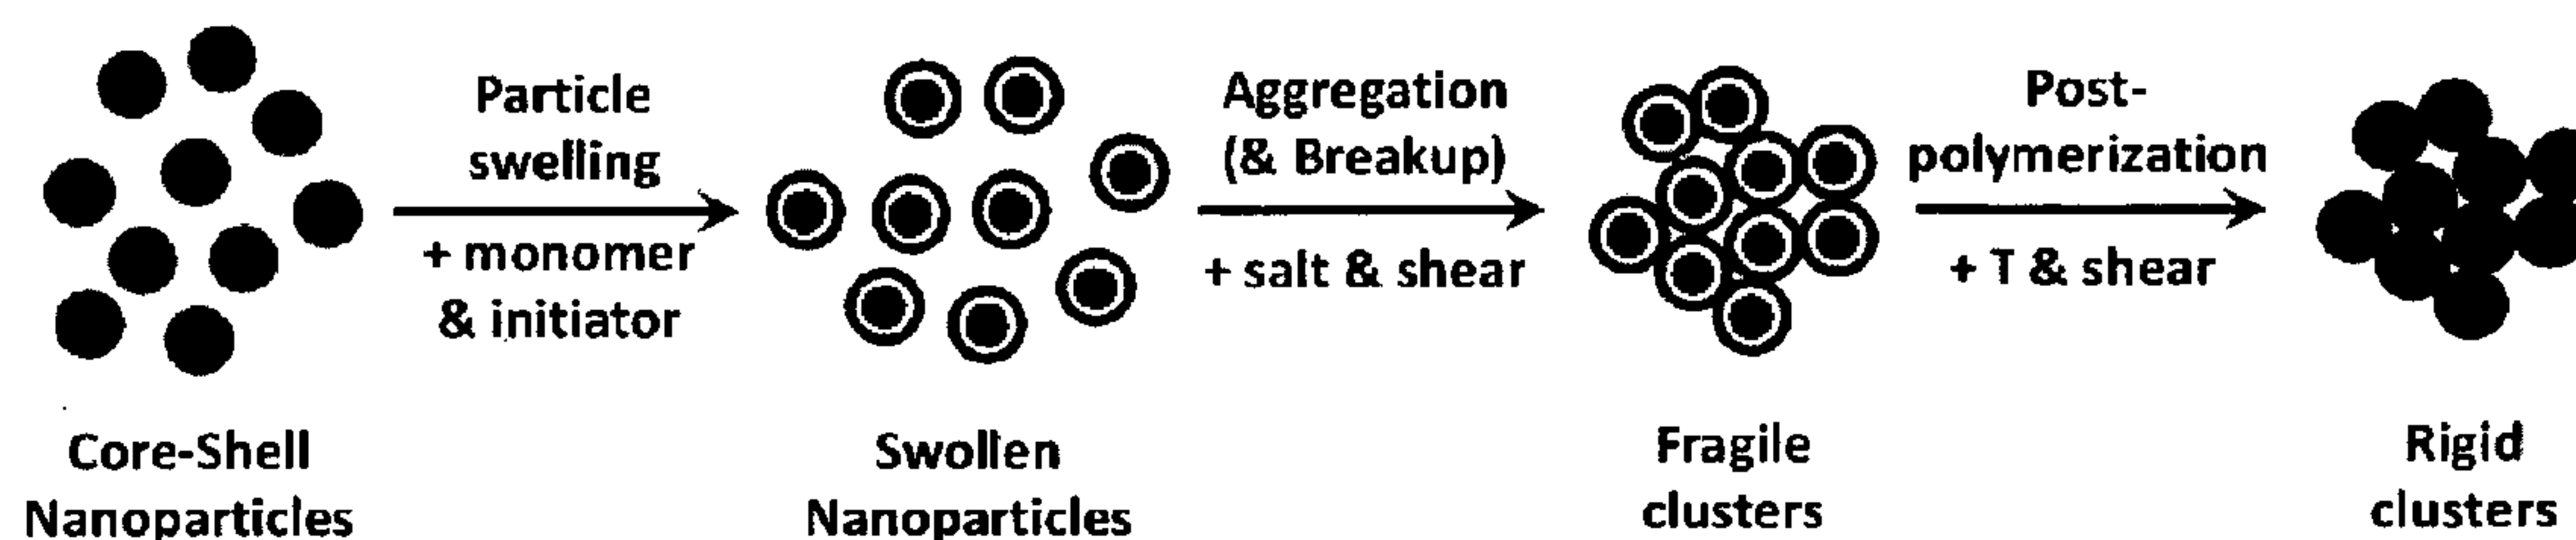 Particle
swelling
+ monomer
& initiator
Aggregation
(& Breakup)
+ salt & shear
Post-
polymerization
+ T & shear
Core-Shell
Nanoparticles
Swollen
Nanoparticles
Fragile
clusters
Rigid
clusters